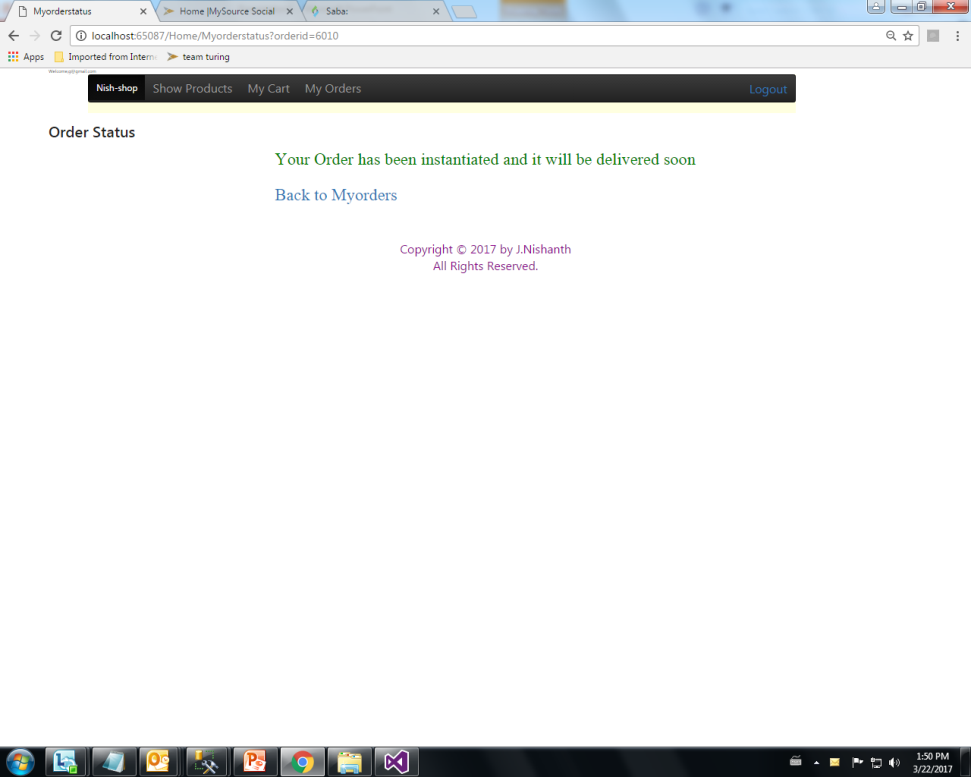 Myorderstatus
Home |MySource Social
Saba:
localhost:65087/Home/Myorderstatus?orderid=6010
Apps
Imported from Intern
team turing
Nish-shop
Show Products
My Cart
My Orders
Logout
Order Status
Your Order has been instantiated and it will be delivered soon
Back to Myorders
Copyright © 2017 by J.Nishanth
All Rights Reserved.
1:50 PM
3/22/2017